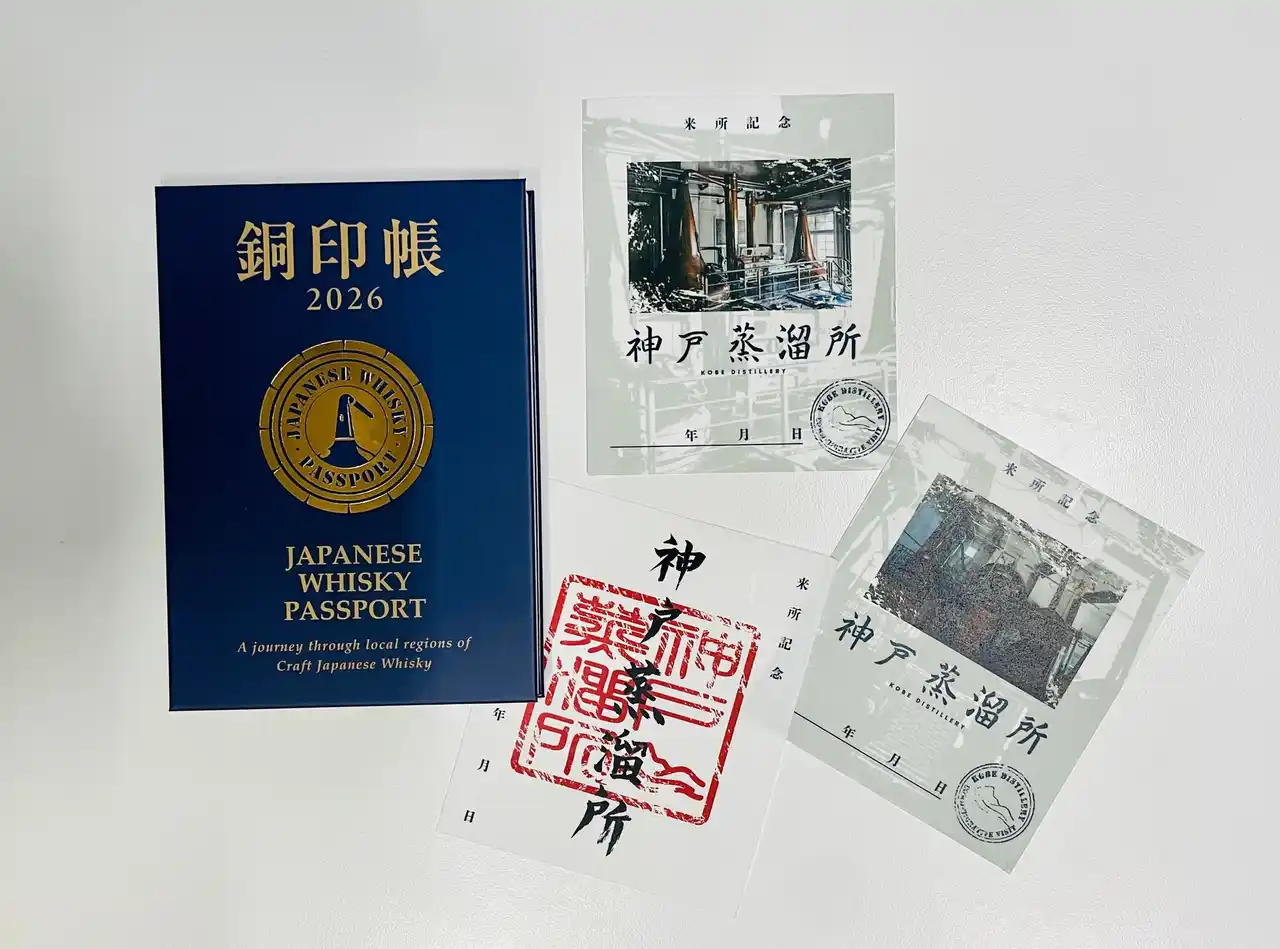 銅印帳
2026
JAPANESE WHISKY
PASSPORT
JAPANESE
WHISKY
PASSPORT
A journey through local regions of
Craft Japanese Whisky
来所記念
神戸蒸溜所
KOBE DISTILLERY
年 月 日
KOBE DISTILLERY
VISIT
来所記念
神戸蒸溜所
神戸蒸溜所
年 月 日
来所記念
神戸蒸溜所
KOBE DISTILLERY
年 月 日
KOBE DISTILLERY
VISIT